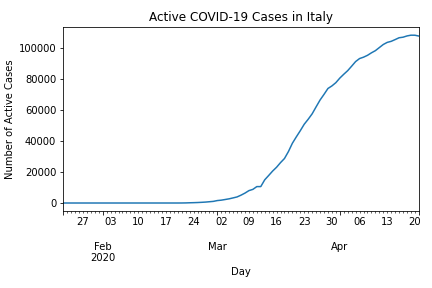 Active COVID-19 Cases in Italy
Number of Active Cases
100000
80000
60000
40000
20000
0
27 03 10 17 24 02 09 16 23 30 06 13 20
Feb Mar Apr
2020
Day